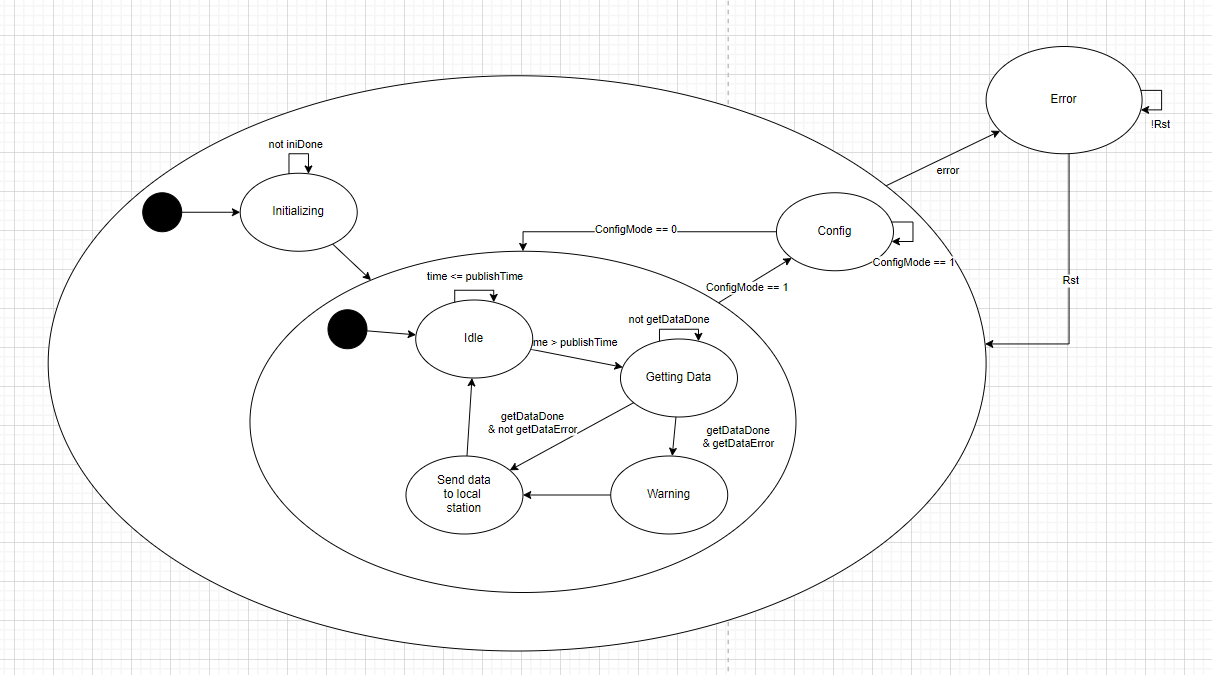 Error
!Rst
not iniDone
error
Initializing
ConfigMode == 0
Config
ConfigMode == 1
time <= publishTime
Rst
ConfigMode == 1
not getDataDone
Idle
me > publishTime
Getting Data
getDataDone
& not getDataError
getDataDone
& getDataError
Send data
to local
station
Warning